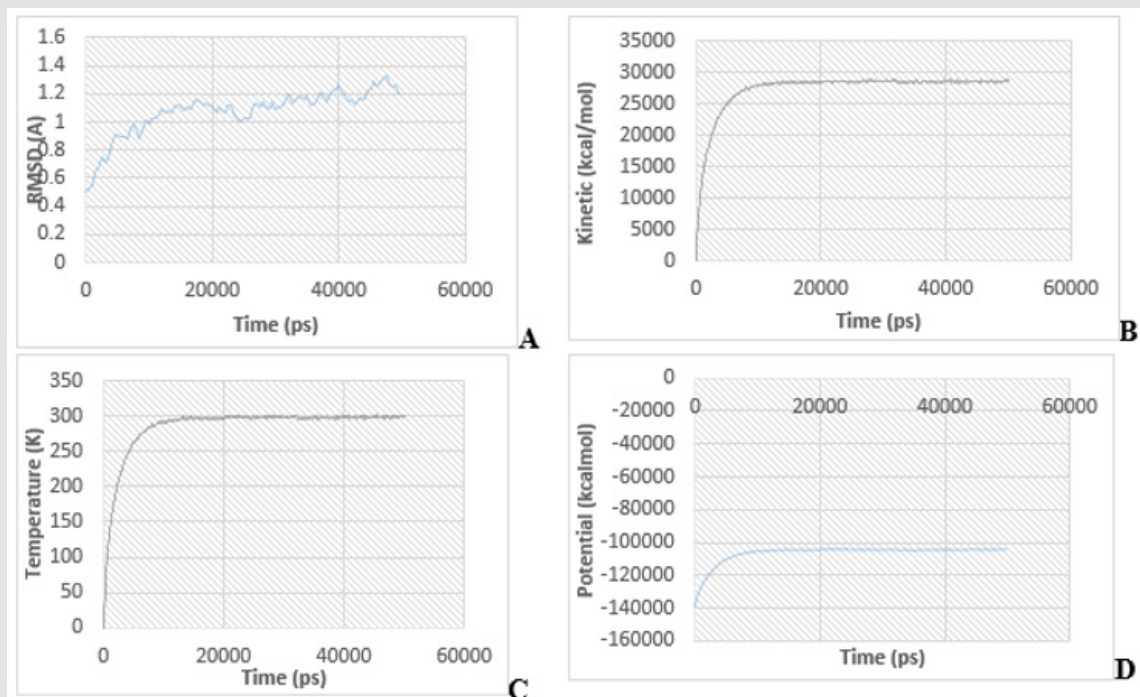 1.6
1.4
1.2
1
0.8
0.6
0.4
0.2
0
RMSD (A)
0 20000 40000 60000
Time (ps)
A
35000
30000
25000
20000
15000
10000
5000
0
Kinetic (kcal/mol)
0 20000 40000 60000
Time (ps)
B
350
300
250
200
150
100
50
0
Temperature (K)
0 20000 40000 60000
Time (ps)
C
0
-20000
-40000
-60000
-80000
-100000
-120000
-140000
-160000
Potential (kcalmol)
0 20000 40000 60000
Time (ps)
D